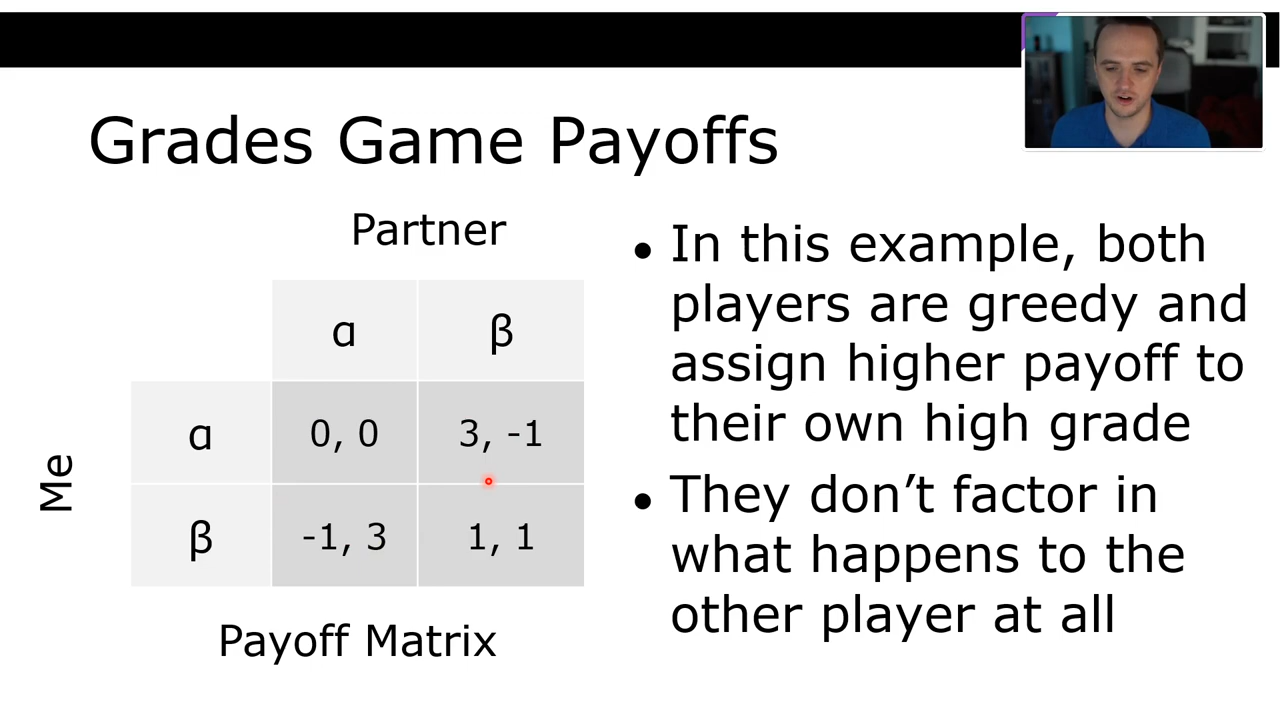 Grades Game Payoffs
Partner
α β
α 0, 0 3, -1
Me
β -1, 3 1, 1
Payoff Matrix
• In this example, both
players are greedy and
assign higher payoff to
their own high grade
• They don’t factor in
what happens to the
other player at all